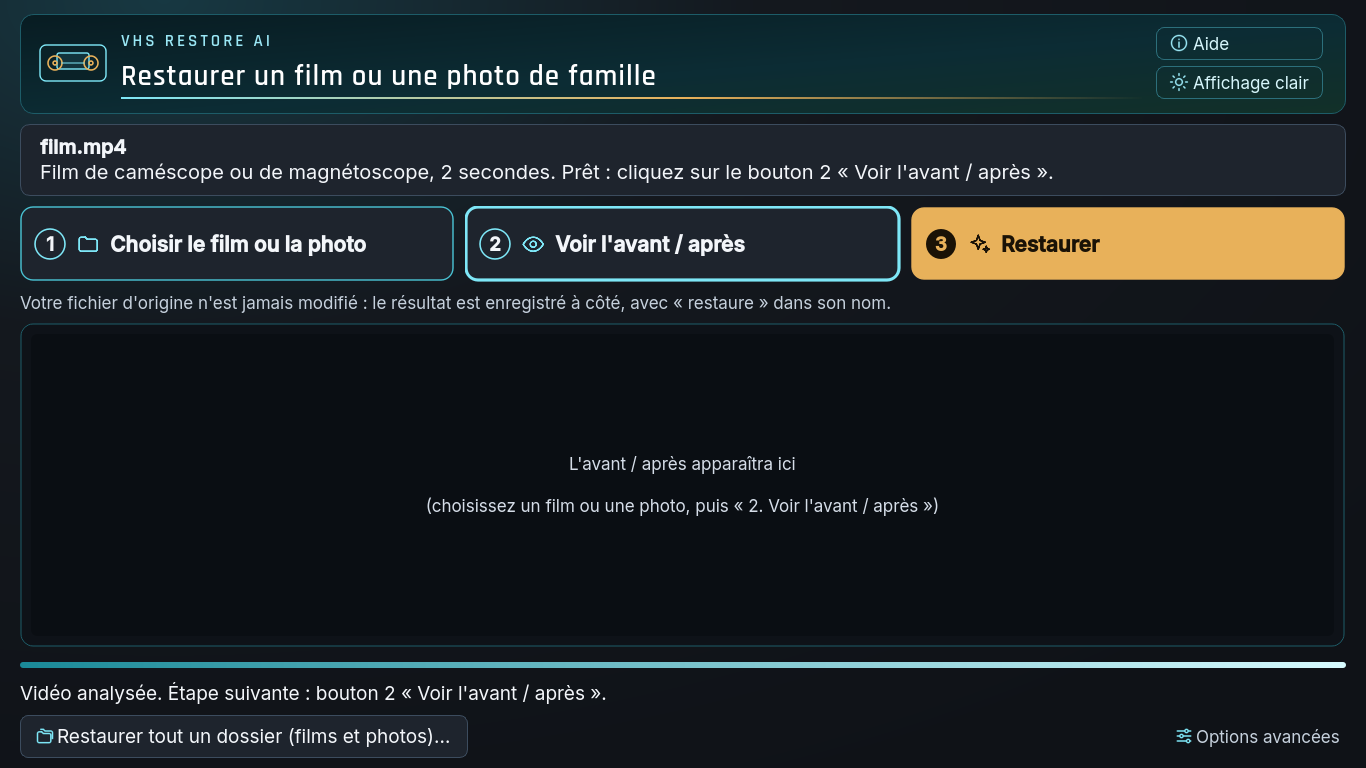 VHS RESTORE AI
Restaurer un film ou une photo de famille
Aide
Affichage clair
film.mp4
Film de caméscope ou de magnétoscope, 2 secondes. Prêt : cliquez sur le bouton 2 « Voir l'avant / après ».
1 Choisir le film ou la photo
2 Voir l'avant / après
3 Restaurer
Votre fichier d'origine n'est jamais modifié : le résultat est enregistré à côté, avec « restaure » dans son nom.
L'avant / après apparaîtra ici
(choisissez un film ou une photo, puis « 2. Voir l'avant / après »)
Vidéo analysée. Étape suivante : bouton 2 « Voir l'avant / après ».
Restaurer tout un dossier (films et photos)...
Options avancées